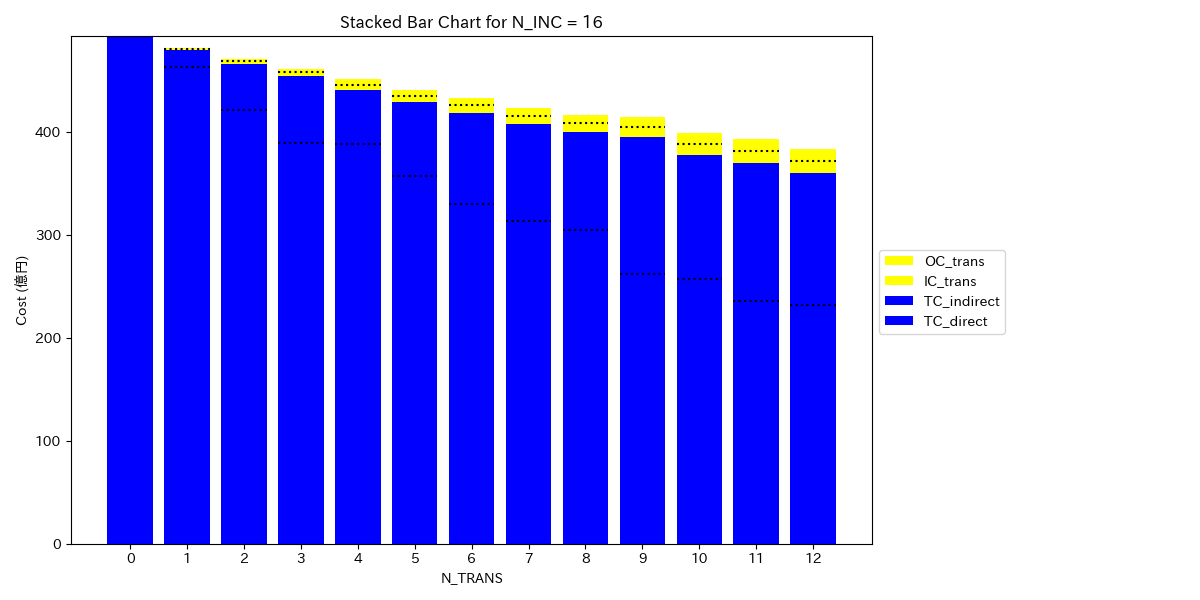 Stacked Bar Chart for N_INC = 16
Cost (億円)
400
300
200
100
0
0 1 2 3 4 5 6 7 8 9 10 11 12
N_TRANS
OC_trans
IC_trans
TC_indirect
TC_direct